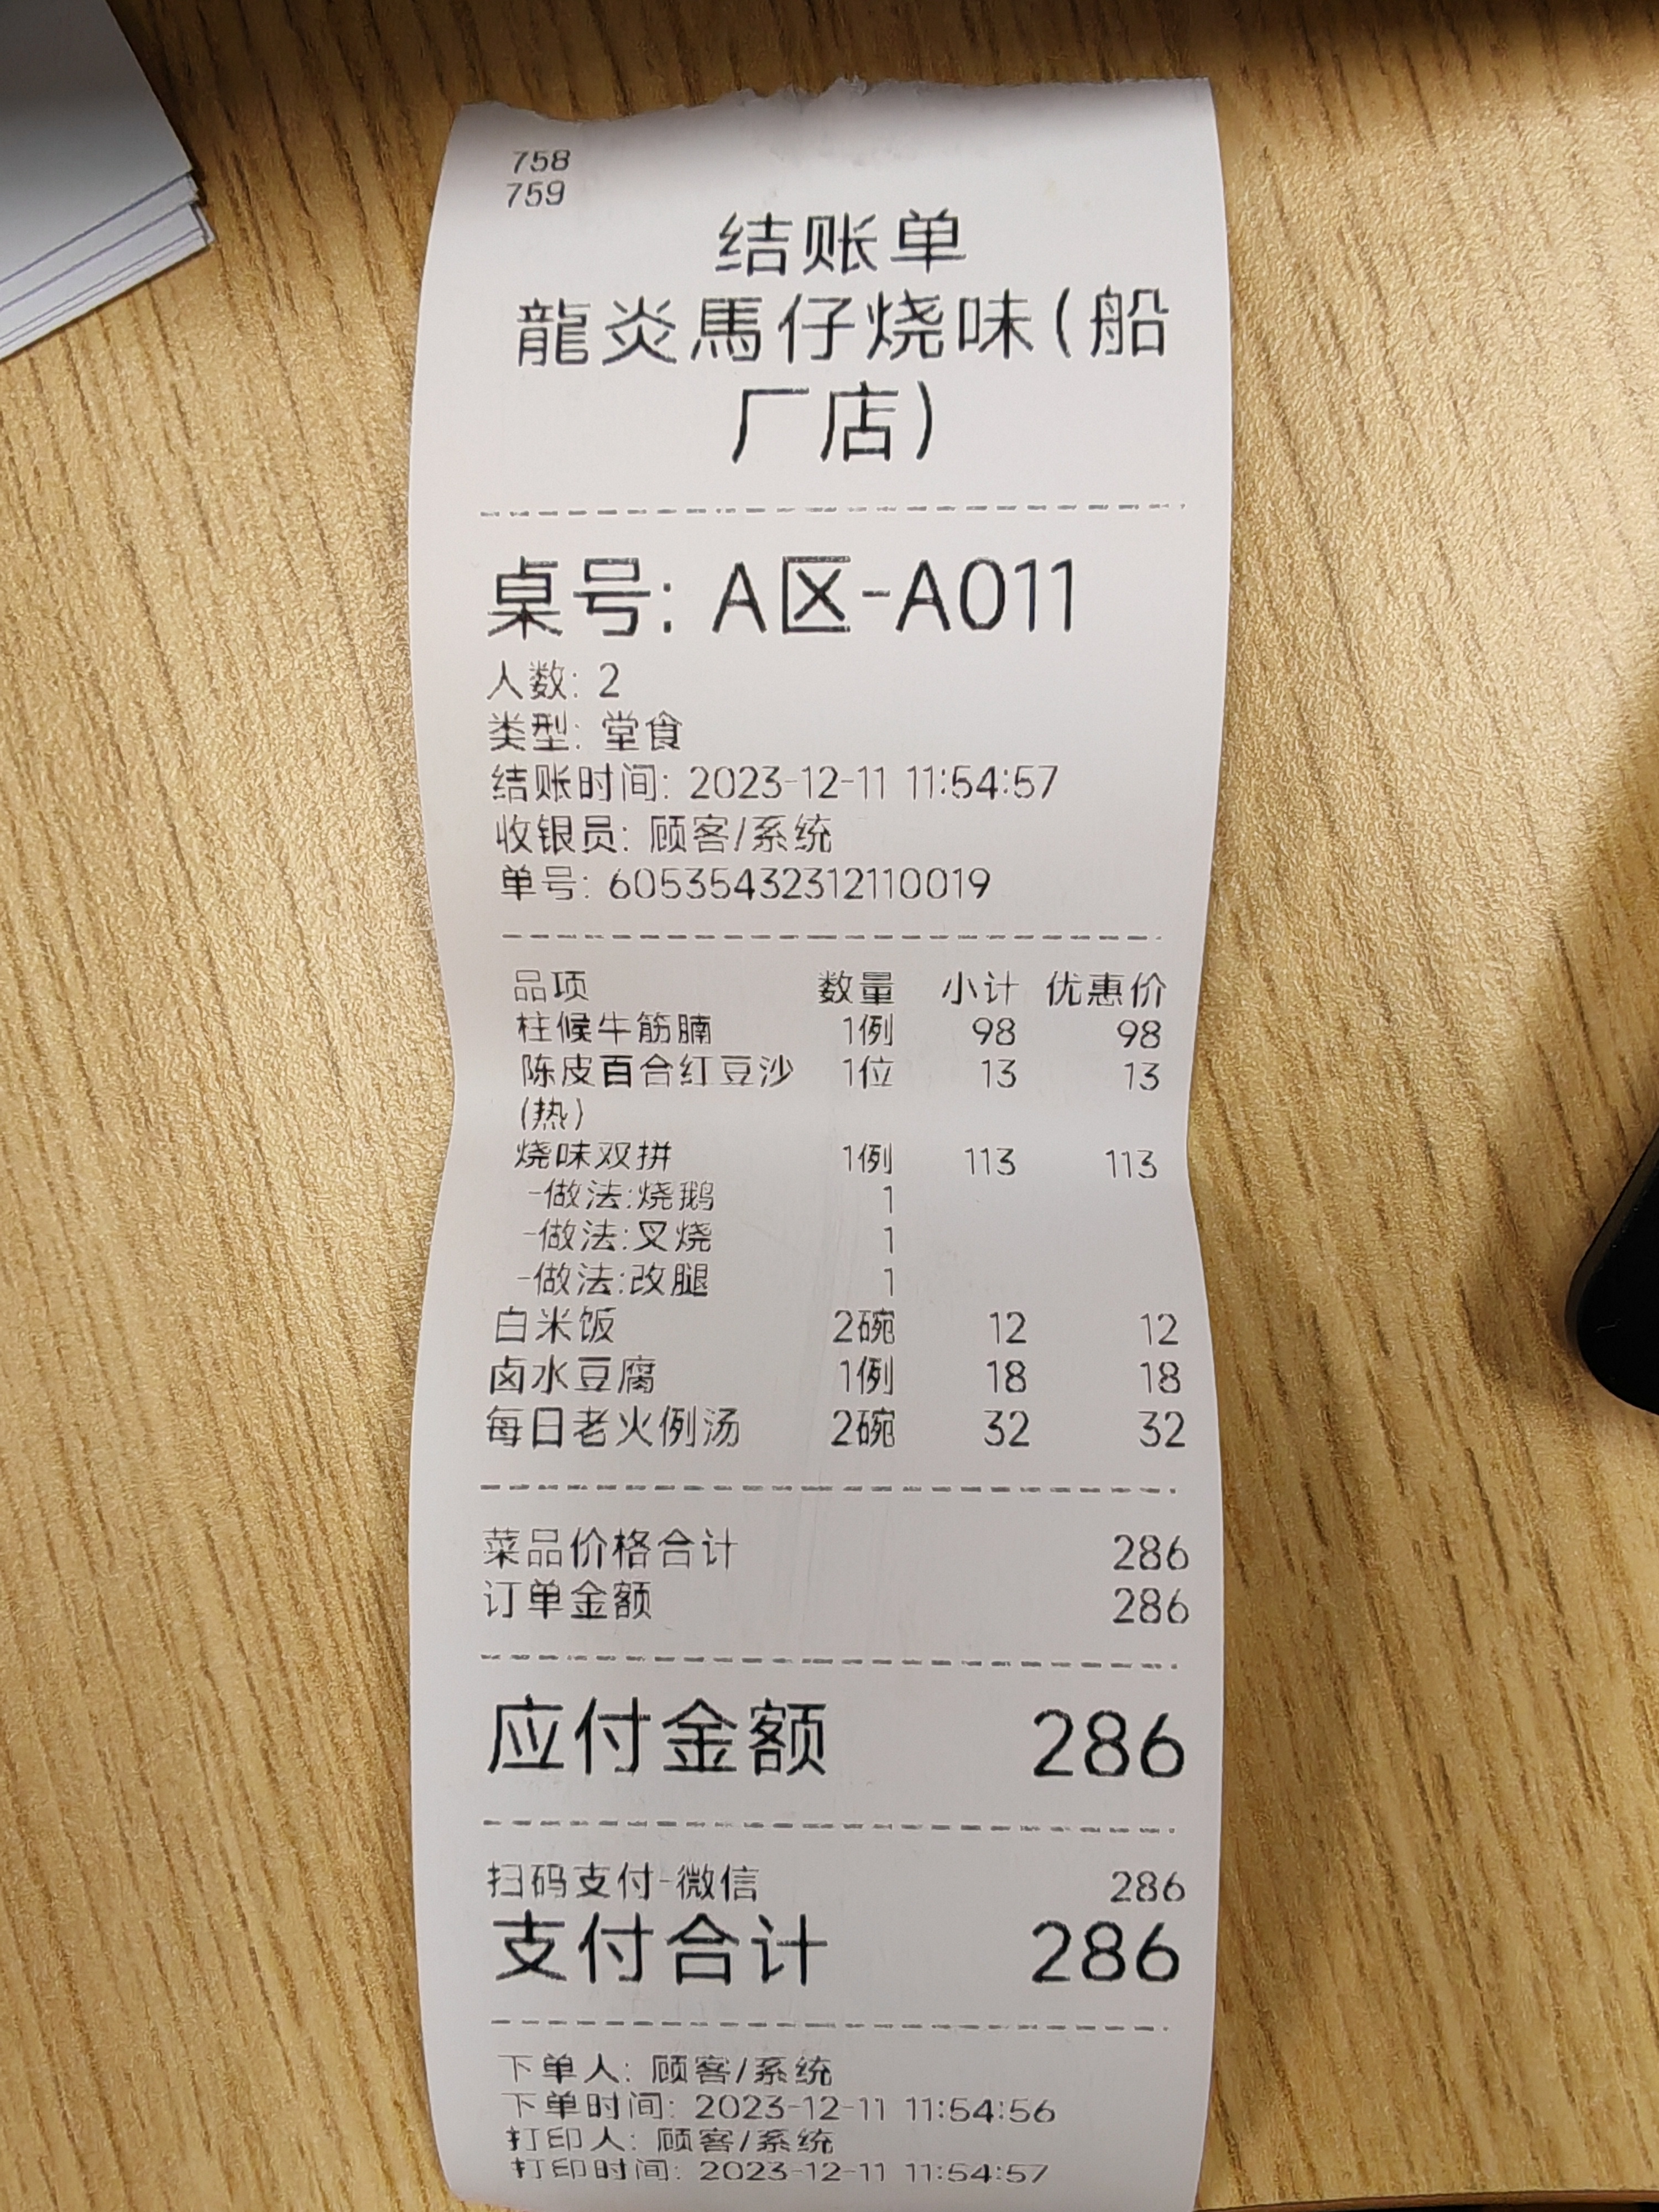 758
759
结账单
龍炎馬仔烧味(船
厂店)
桌号: A区-A011
人数: 2
类型: 堂食
结账时间: 2023-12-11 11:54:57
收银员: 顾客/系统
单号: 605354432312110019
品项 数量 小计 优惠价
柱候牛筋腩 1例 98 98
陈皮百合红豆沙 1位 13 13
(热)
烧味双拼 1例 113 113
-做法:烧鹅 1
-做法:叉烧 1
-做法:改腿 1
白米饭 2碗 12 12
卤水豆腐 1例 18 18
每日老火例汤 2碗 32 32
菜品价格合计 286
订单金额 286
应付金额 286
扫码支付-微信 286
支付合计 286
下单人: 顾客/系统
下单时间: 2023-12-11 11:54:56
打印人: 顾客/系统
打印时间: 2023-12-11 11:54:57